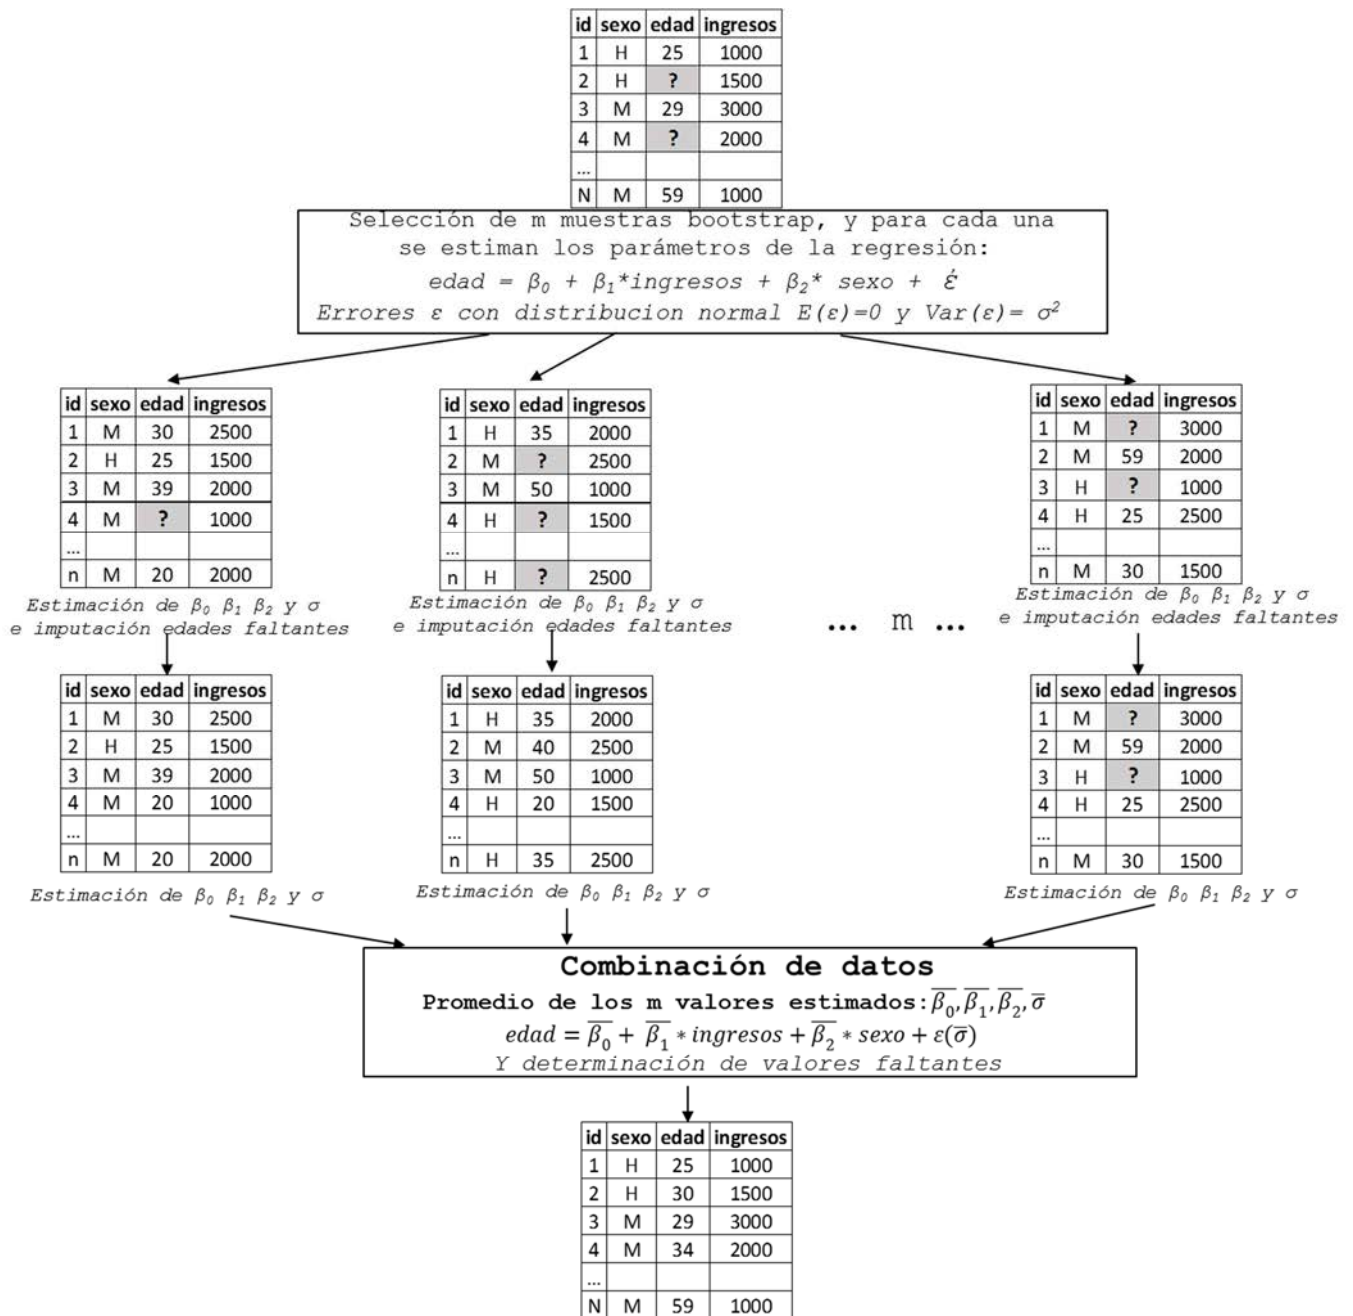 id sexo edad ingresos
1 H 25 1000
2 H ? 1500
3 M 29 3000
4 M ? 2000
...
N M 59 1000
Selección de m muestras bootstrap, y para cada una
se estiman los parámetros de la regresión:
edad = β₀ + β₁*ingresos + β₂* sexo + έ
Errores ε con distribucion normal E(ε)=0 y Var(ε)= σ²
id sexo edad ingresos
1 M 30 2500
2 H 25 1500
3 M 39 2000
4 M ? 1000
...
n M 20 2000
Estimación de β₀ β₁ β₂ y σ
e imputación edades faltantes
id sexo edad ingresos
1 H 35 2000
2 M ? 2500
3 M 50 1000
4 H ? 1500
...
n H ? 2500
Estimación de β₀ β₁ β₂ y σ
e imputación edades faltantes
... m ...
id sexo edad ingresos
1 M ? 3000
2 M 59 2000
3 H ? 1000
4 H 25 2500
...
n M 30 1500
Estimación de β₀ β₁ β₂ y σ
e imputación edades faltantes
id sexo edad ingresos
1 M 30 2500
2 H 25 1500
3 M 39 2000
4 M 20 1000
...
n M 20 2000
Estimación de β₀ β₁ β₂ y σ
id sexo edad ingresos
1 H 35 2000
2 M 40 2500
3 M 50 1000
4 H 20 1500
...
n H 35 2500
Estimación de β₀ β₁ β₂ y σ
id sexo edad ingresos
1 M ? 3000
2 M 59 2000
3 H ? 1000
4 H 25 2500
...
n M 30 1500
Estimación de β₀ β₁ β₂ y σ
Combinación de datos
Promedio de los m valores estimados: β̅₀, β̅₁, β̅₂, σ̅
edad = β̅₀ + β̅₁ * ingresos + β̅₂ * sexo + ε(σ̅)
Y determinación de valores faltantes
id sexo edad ingresos
1 H 25 1000
2 H 30 1500
3 M 29 3000
4 M 34 2000
...
N M 59 1000